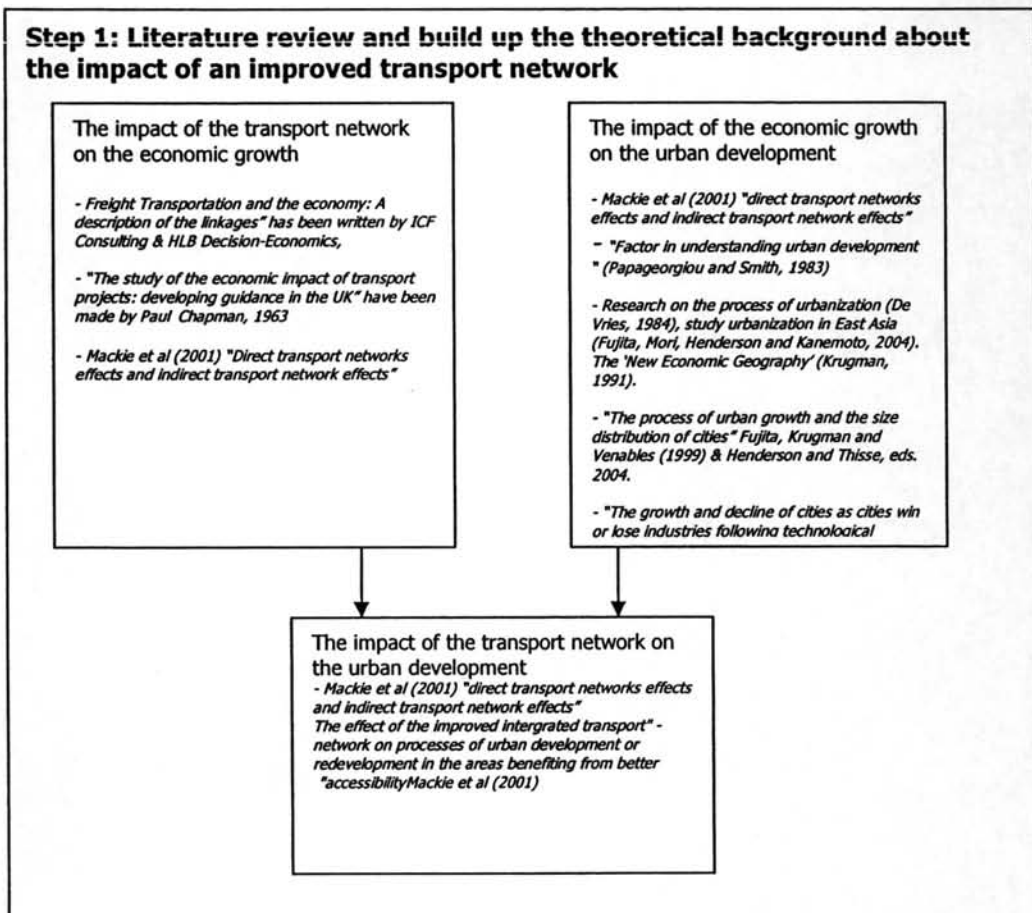 Step 1: Literature review and build up the theoretical background about
the impact of an improved transport network
The impact of the transport network
on the economic growth
- Freight Transportation and the economy: A
description of the linkages" has been written by ICF
Consulting & HLB Decision-Economics,
- "The study of the economic impact of transport
projects: developing guidance in the UK" have been
made by Paul Chapman, 1963
- Mackie et al (2001) "Direct transport networks
effects and indirect transport network effects"
The impact of the economic growth
on the urban development
- Mackie et al (2001) "direct transport networks
effects and indirect transport network effects"
- "Factor in understanding urban development
" (Papageorgiou and Smith, 1983)
- Research on the process of urbanization (De
Vries, 1984), study urbanization in East Asia
(Fujita, Mori, Henderson and Kanemoto, 2004).
The 'New Economic Geography' (Krugman,
1991).
- "The process of urban growth and the size
distribution of cities" Fujita, Krugman and
Venables (1999) & Henderson and Thisse, eds.
2004.
- "The growth and decline of cities as cities win
or lose industries following technological
The impact of the transport network on
the urban development
- Mackie et al (2001) "direct transport networks effects
and indirect transport network effects"
The effect of the improved intergrated transport" -
network on processes of urban development or
redevelopment in the areas benefiting from better
"accessibilityMackie et al (2001)